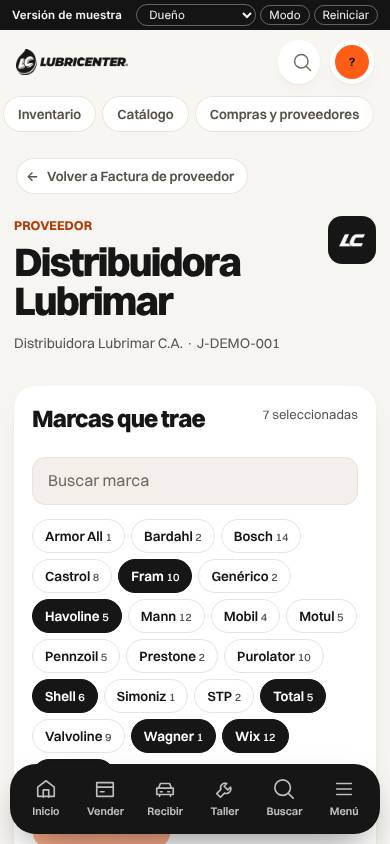 Versión de muestra Dueño Modo Reiniciar
LC LUBRICENTER. ?
Inventario Catálogo Compras y proveedores
← Volver a Factura de proveedor
PROVEEDOR
LC
Distribuidora
Lubrimar
Distribuidora Lubrimar C.A. · J-DEMO-001
Marcas que trae 7 seleccionadas
Buscar marca
Armor All 1 Bardahl 2 Bosch 14
Castrol 8 Fram 10 Genérico 2
Havoline 5 Mann 12 Mobil 4 Motul 5
Pennzoil 5 Prestone 2 Purolator 10
Shell 6 Simoniz 1 STP 2 Total 5
Valvoline 9 Wagner 1 Wix 12
Inicio Vender Recibir Taller Buscar Menú